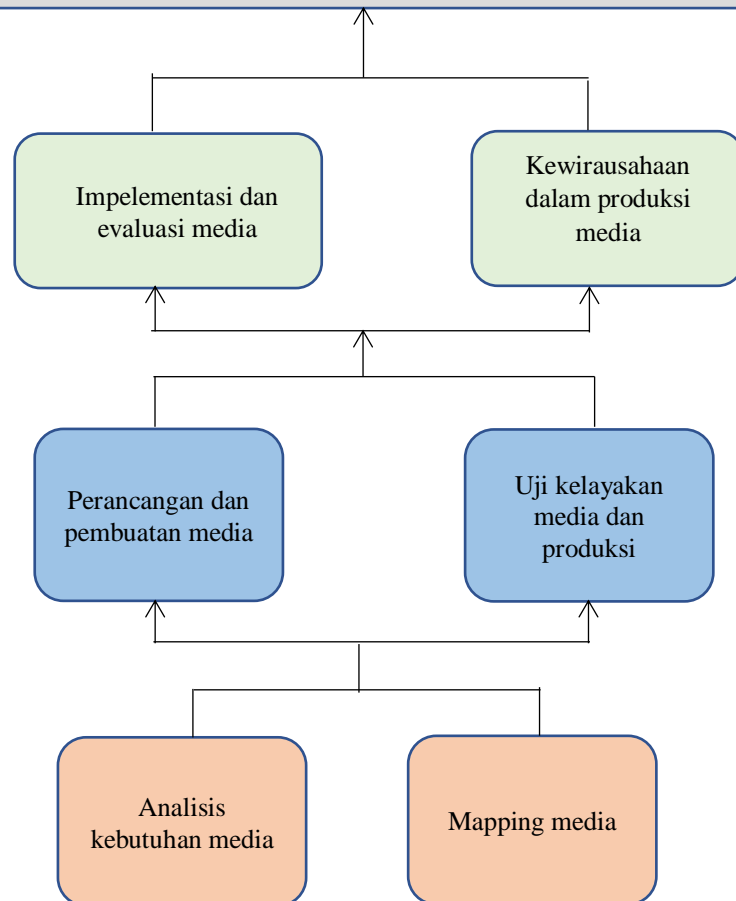 Impelementasi dan
evaluasi media
Kewirausahaan
dalam produksi
media
Perancangan dan
pembuatan media
Uji kelayakan
media dan
produksi
Analisis
kebutuhan media
Mapping media